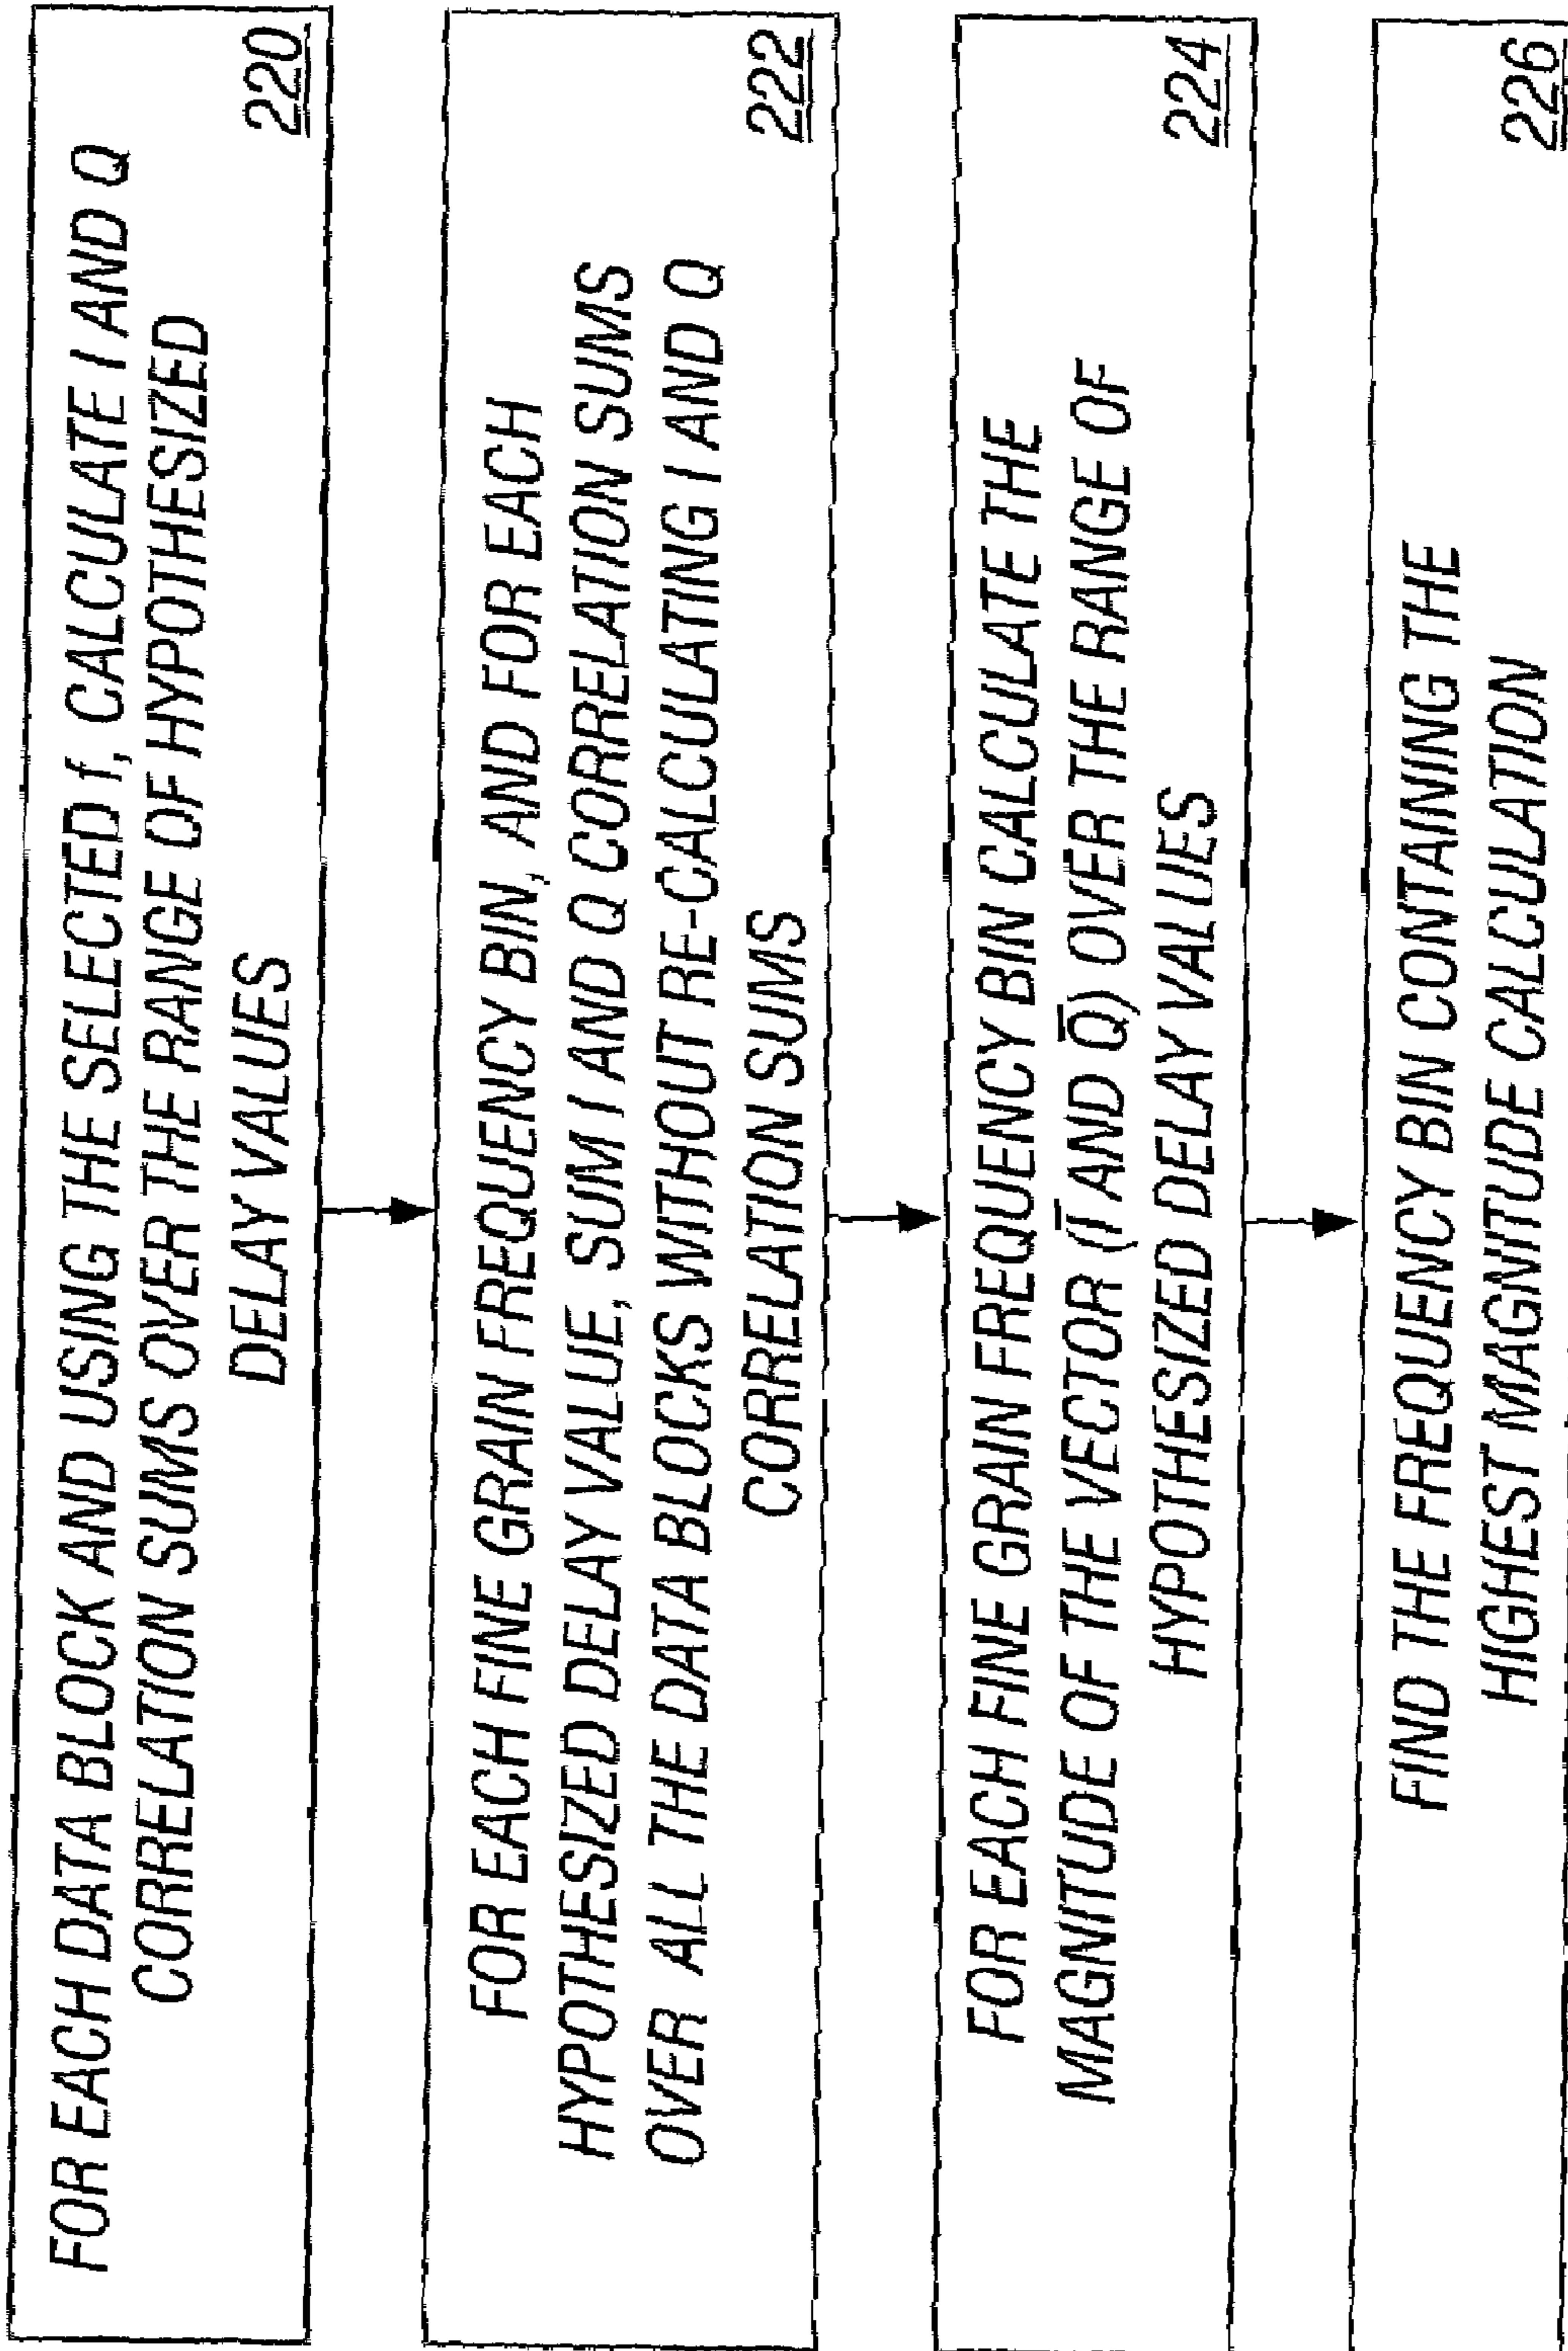 FOR EACH DATA BLOCK AND USING THE SELECTED f, CALCULATE I AND Q
CORRELATION SUMS OVER THE RANGE OF HYPOTHESIZED
DELAY VALUES
220
FOR EACH FINE GRAIN FREQUENCY BIN, AND FOR EACH
HYPOTHESIZED DELAY VALUE, SUM I AND Q CORRELATION SUMS
OVER ALL THE DATA BLOCKS WITHOUT RE-CALCULATING I AND Q
CORRELATION SUMS
222
FOR EACH FINE GRAIN FREQUENCY BIN CALCULATE THE
MAGNITUDE OF THE VECTOR (Ī AND Q̄) OVER THE RANGE OF
HYPOTHESIZED DELAY VALUES
224
FIND THE FREQUENCY BIN CONTAINING THE
HIGHEST MAGNITUDE CALCULATION
226